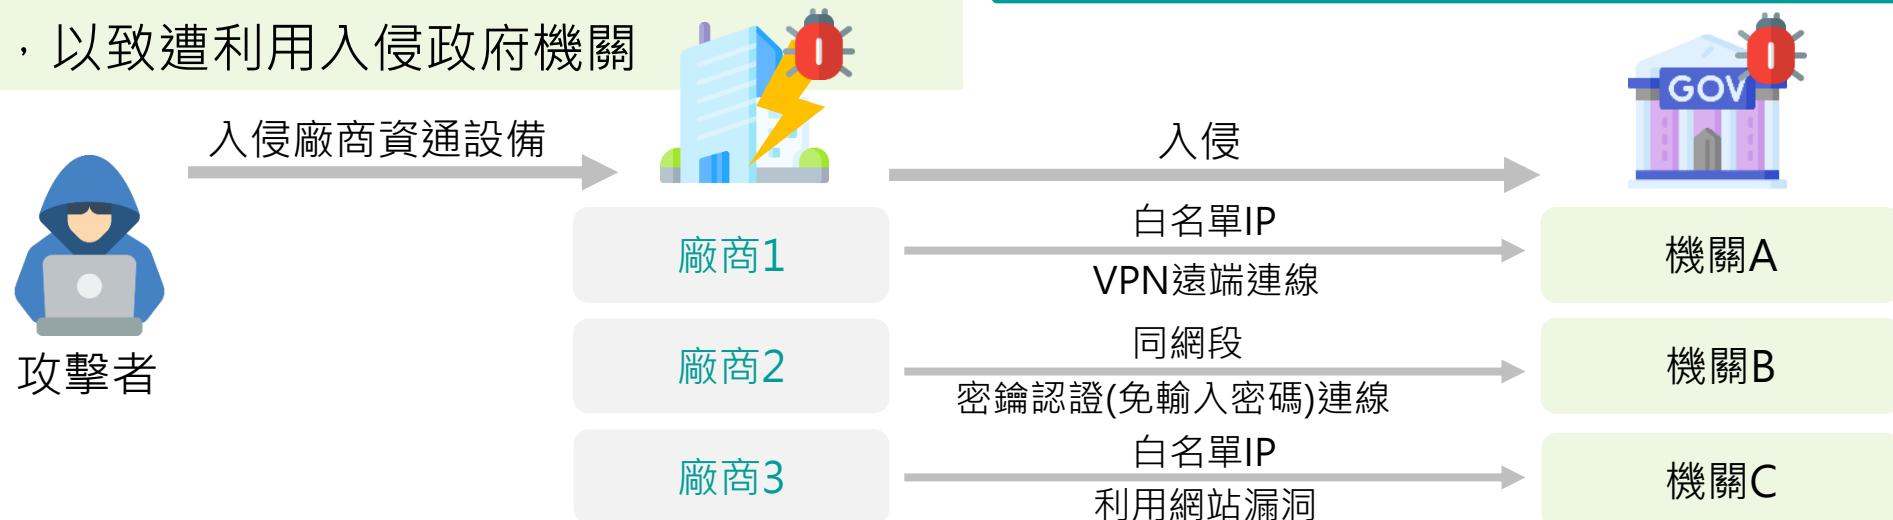 ，以致遭利用入侵政府機關
GOV
入侵廠商資通設備
入侵
攻擊者
廠商1
白名單IP
VPN遠端連線
機關A
廠商2
同網段
密鑰認證(免輸入密碼)連線
機關B
廠商3
白名單IP
利用網站漏洞
機關C